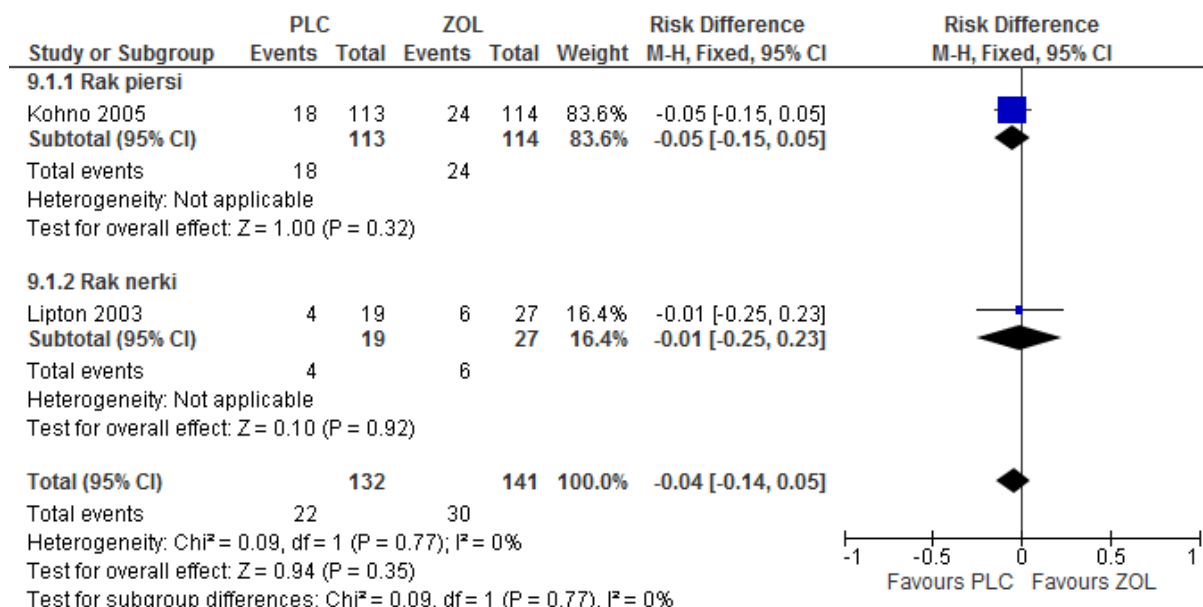 PLC ZOL Risk Difference Risk Difference
Study or Subgroup Events Total Events Total Weight M-H, Fixed, 95% CI M-H, Fixed, 95% CI
9.1.1 Rak piersi
Kohno 2005 18 113 24 114 83.6% -0.05 [-0.15, 0.05]
Subtotal (95% CI) 113 114 83.6% -0.05 [-0.15, 0.05]
Total events 18 24
Heterogeneity: Not applicable
Test for overall effect: Z = 1.00 (P = 0.32)
9.1.2 Rak nerki
Lipton 2003 4 19 6 27 16.4% -0.01 [-0.25, 0.23]
Subtotal (95% CI) 19 27 16.4% -0.01 [-0.25, 0.23]
Total events 4 6
Heterogeneity: Not applicable
Test for overall effect: Z = 0.10 (P = 0.92)
Total (95% CI) 132 141 100.0% -0.04 [-0.14, 0.05]
Total events 22 30
Heterogeneity: Chi² = 0.09, df = 1 (P = 0.77); I² = 0%
Test for overall effect: Z = 0.94 (P = 0.35)
Test for subgroup differences: Chi² = 0.09, df = 1 (P = 0.77), I² = 0%
-1 -0.5 0 0.5 1
Favours PLC Favours ZOL